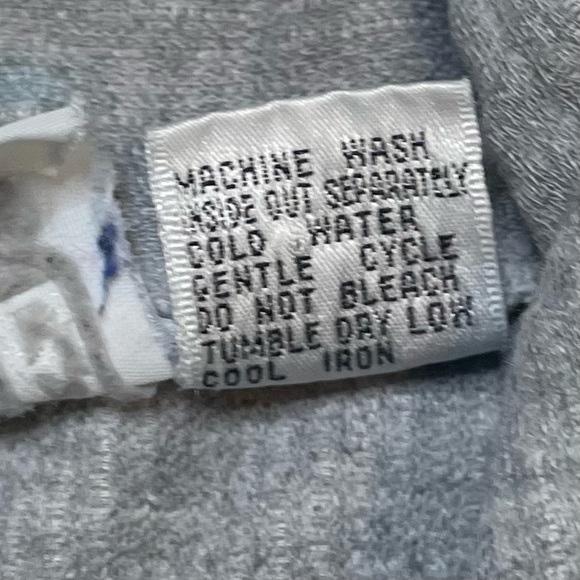 MACHINE WASH
INSIDE OUT SEPARATELY
COLD WATER
GENTLE CYCLE
DO NOT BLEACH
TUMBLE DRY LOW
COOL IRON